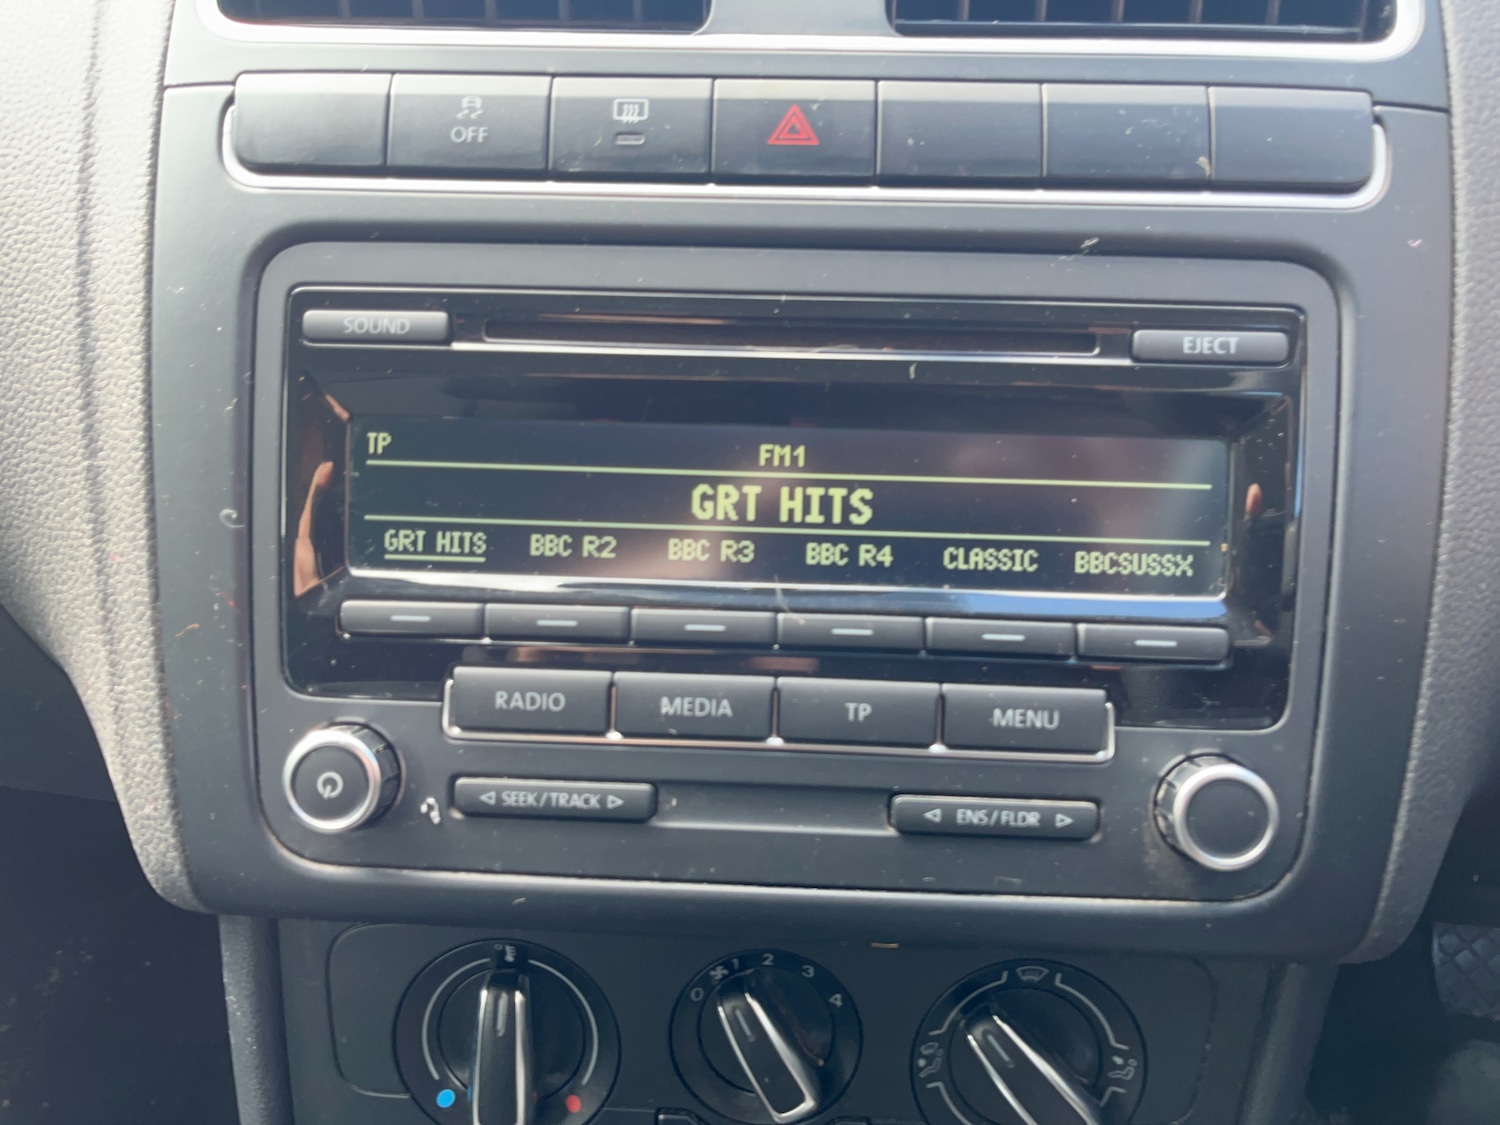 OFF
SOUND
EJECT
TP
FM1
GRT HITS
GRT HITS BBC R2 BBC R3 BBC R4 CLASSIC BBCSUSSX
RADIO MEDIA TP MENU
SEEK/TRACK
ENS/FLDR
0 1 2 3 4